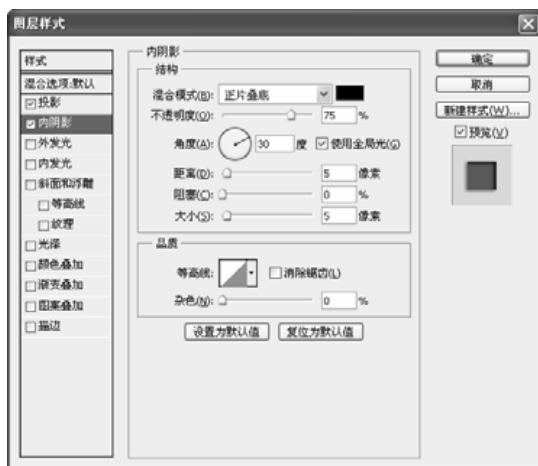 图层样式
样式
混合选项:默认
投影
内阴影
外发光
内发光
斜面和浮雕
等高线
纹理
光泽
颜色叠加
渐变叠加
图案叠加
描边
内阴影
结构
混合模式(B): 正片叠底
不透明度(O): 75 %
角度(A): 30 度 使用全局光(G)
距离(D): 5 像素
阻塞(C): 0 %
大小(S): 5 像素
品质
等高线: 消除锯齿(L)
杂色(N): 0 %
设置为默认值 复位为默认值
确定
取消
新建样式(W)...
预览(V)